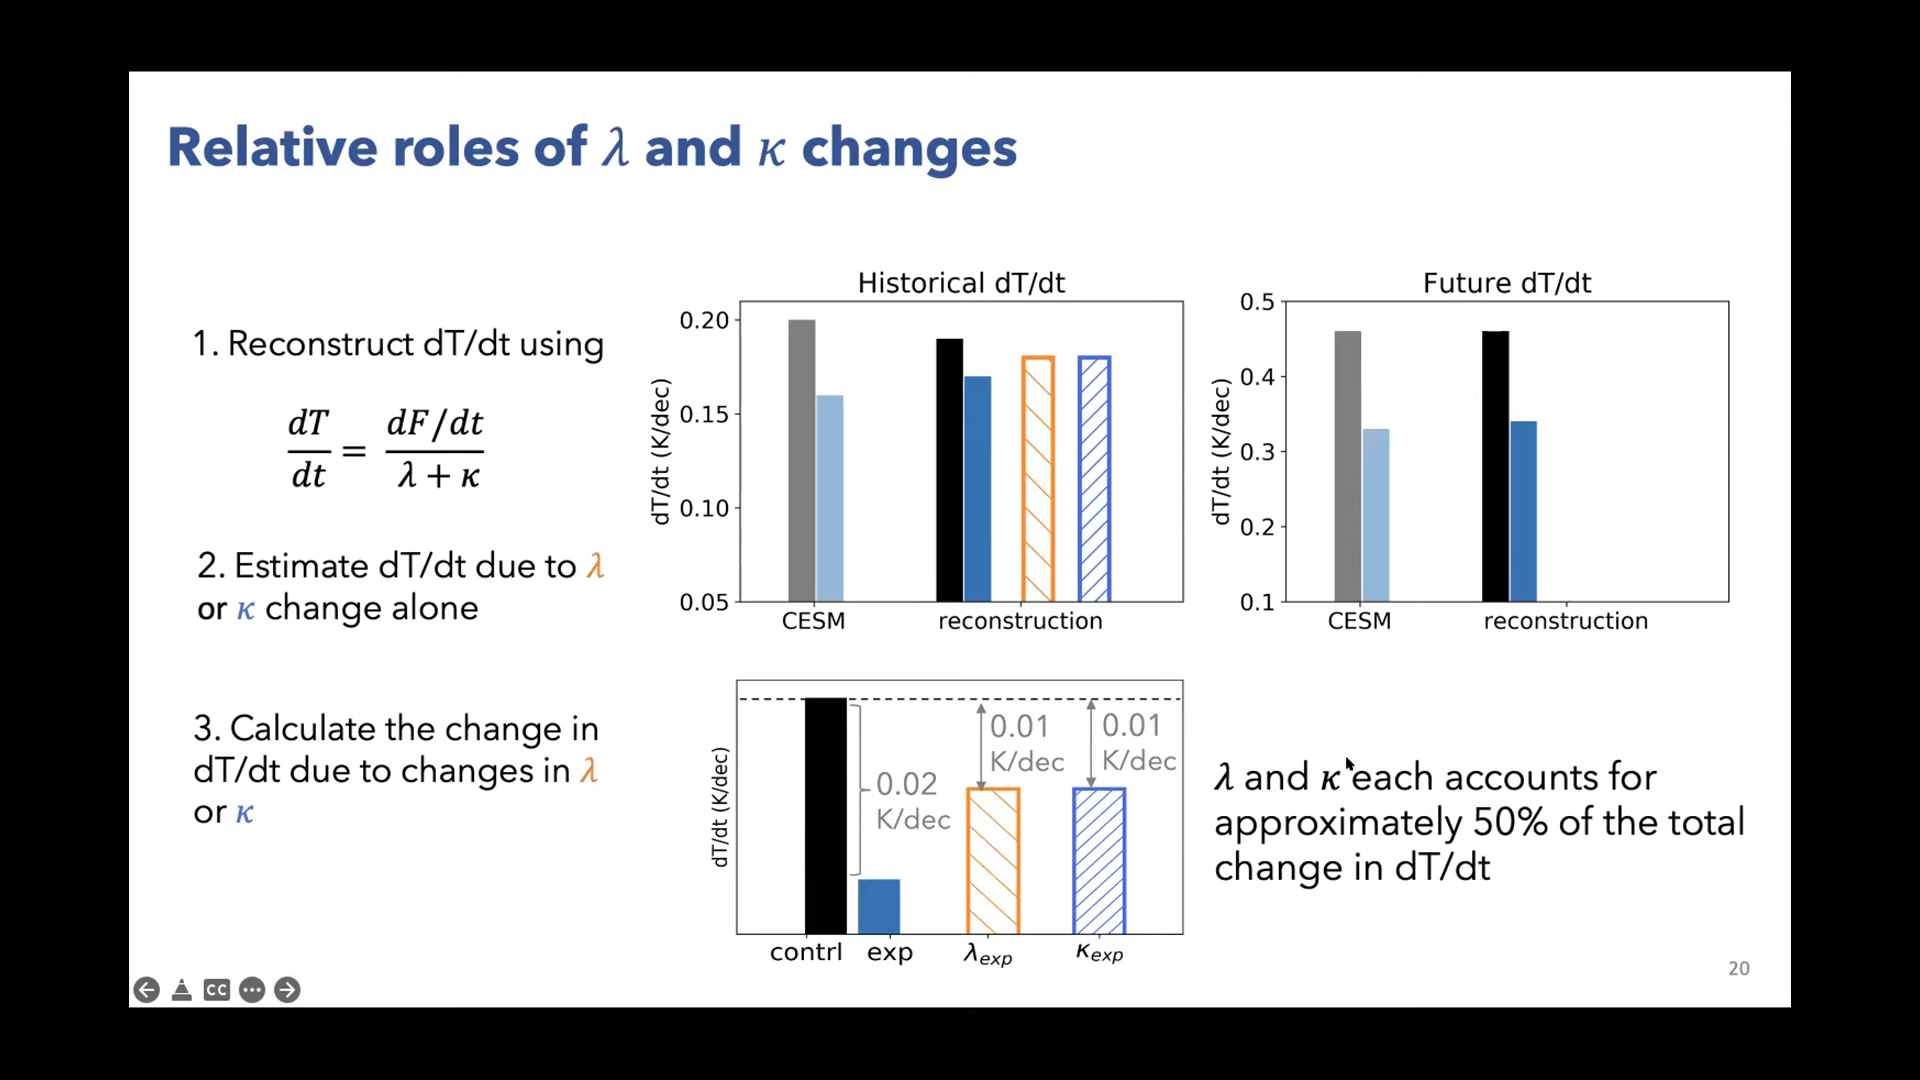 Relative roles of λ and κ changes
1. Reconstruct dT/dt using
dT/dt = dF/dt / λ + κ
2. Estimate dT/dt due to λ
or κ change alone
3. Calculate the change in
dT/dt due to changes in λ
or κ
Historical dT/dt
dT/dt (K/dec)
0.20
0.15
0.10
0.05
CESM
reconstruction
Future dT/dt
dT/dt (K/dec)
0.5
0.4
0.3
0.2
0.1
CESM
reconstruction
dT/dt (K/dec)
0.02
K/dec
0.01
K/dec
0.01
K/dec
contrl
exp
λexp
κexp
λ and κ each accounts for
approximately 50% of the total
change in dT/dt
20
CC